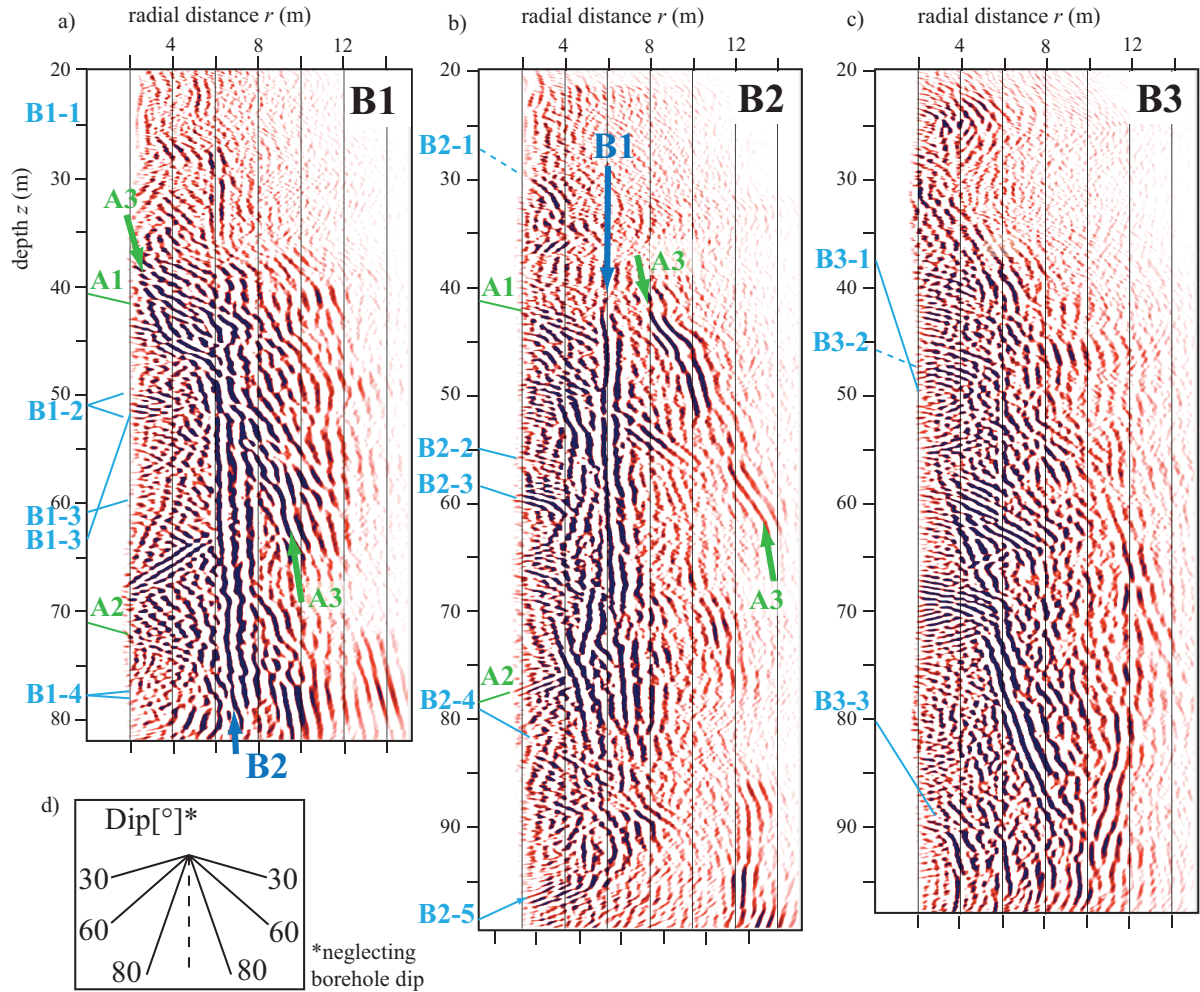 a)
radial distance r (m)
4
8
12
20
30
40
50
60
70
80
depth z (m)
B1
B1-1
A3
A1
B1-2
B1-3
B1-3
A2
B1-4
A3
B2
b)
radial distance r (m)
4
8
12
20
30
40
50
60
70
80
90
B2
B1
B2-1
A3
A1
B2-2
B2-3
A3
A2
B2-4
B2-5
c)
radial distance r (m)
4
8
12
20
30
40
50
60
70
80
90
B3
B3-1
B3-2
B3-3
d)
Dip[°]*
30
30
60
60
80
80
*neglecting
borehole dip